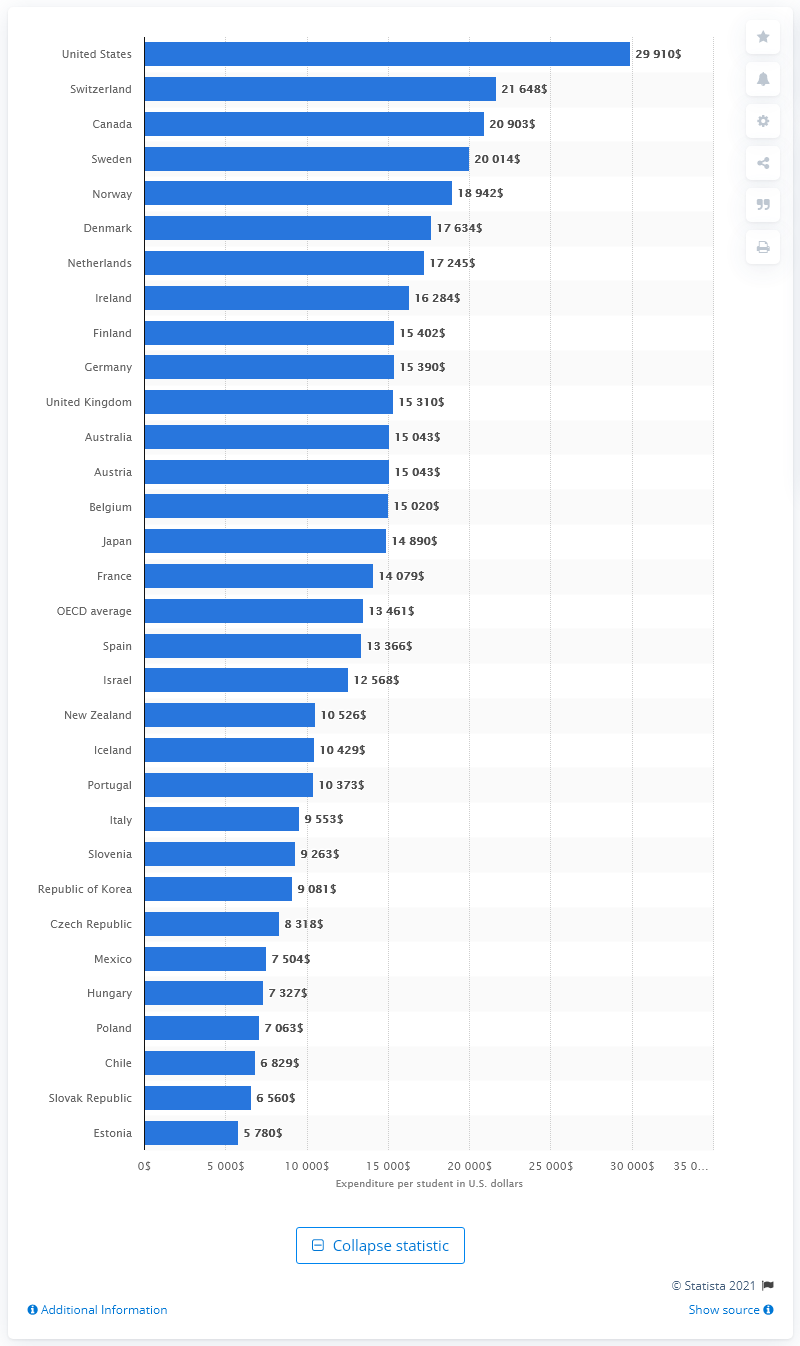 United States 29 910$
Switzerland 21 648$
Canada 20 903$
Sweden 20 014$
Norway 18 942$
Denmark 17 634$
Netherlands 17 245$
Ireland 16 284$
Finland 15 402$
Germany 15 390$
United Kingdom 15 310$
Australia 15 043$
Austria 15 043$
Belgium 15 020$
Japan 14 890$
France 14 079$
OECD average 13 461$
Spain 13 366$
Israel 12 568$
New Zealand 10 526$
Iceland 10 429$
Portugal 10 373$
Italy 9 553$
Slovenia 9 263$
Republic of Korea 9 081$
Czech Republic 8 318$
Mexico 7 504$
Hungary 7 327$
Poland 7 063$
Chile 6 829$
Slovak Republic 6 560$
Estonia 5 780$
0$ 5 000$ 10 000$ 15 000$ 20 000$ 25 000$ 30 000$ 35 0...
Expenditure per student in U.S. dollars
Collapse statistic
© Statista 2021
Additional Information Show source